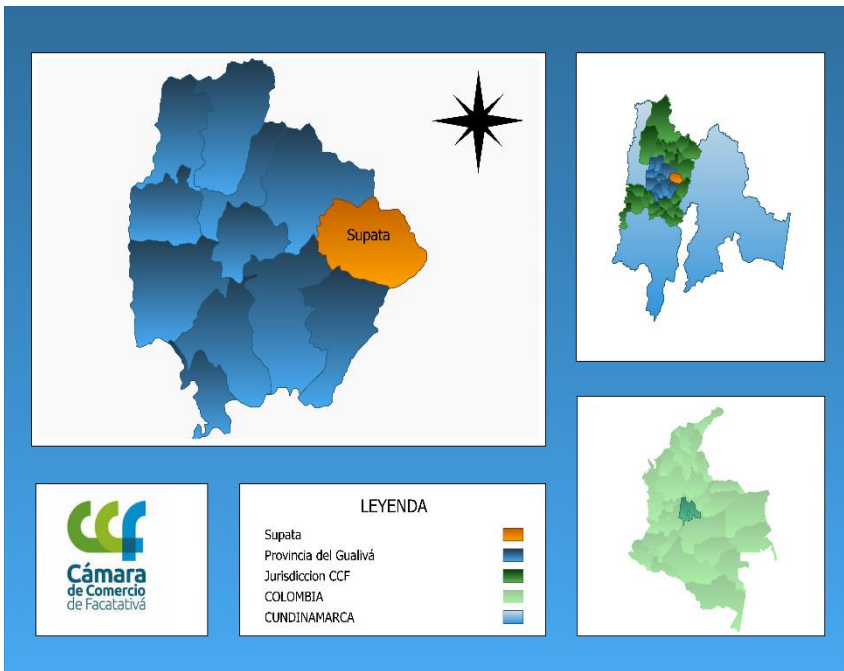 Supata
CCF
Cámara
de Comercio
de Facatativá
LEYENDA
Supata
Provincia del Gualivá
Jurisdiccion CCF
COLOMBIA
CUNDINAMARCA